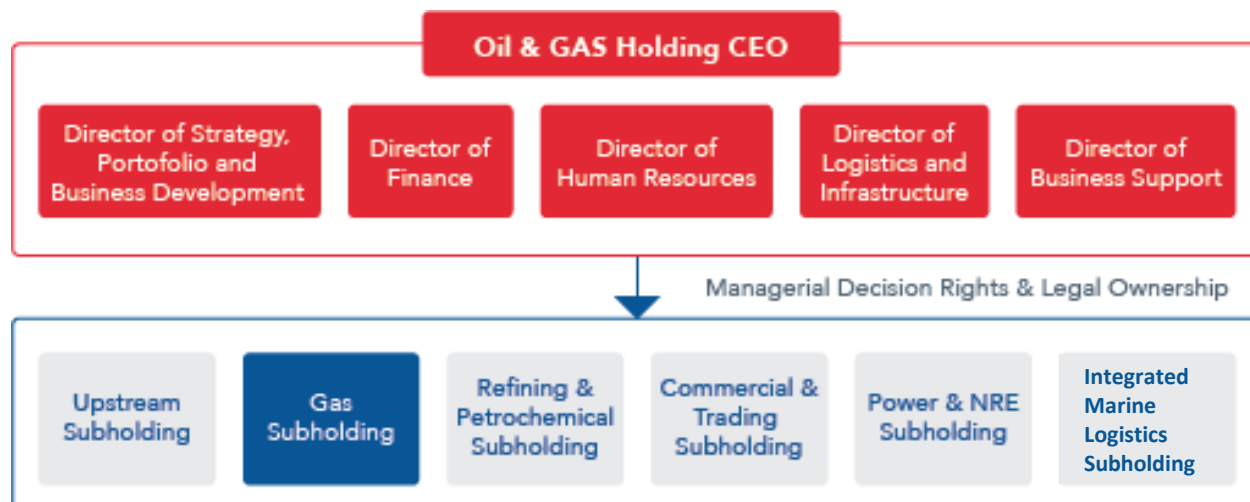 Oil & GAS Holding CEO
Director of Strategy,
Portofolio and
Business Development
Director of
Finance
Director of
Human Resources
Director of
Logistics and
Infrastructure
Director of
Business Support
Managerial Decision Rights & Legal Ownership
Upstream
Subholding
Gas
Subholding
Refining &
Petrochemical
Subholding
Commercial &
Trading
Subholding
Power & NRE
Subholding
Integrated
Marine
Logistics
Subholding